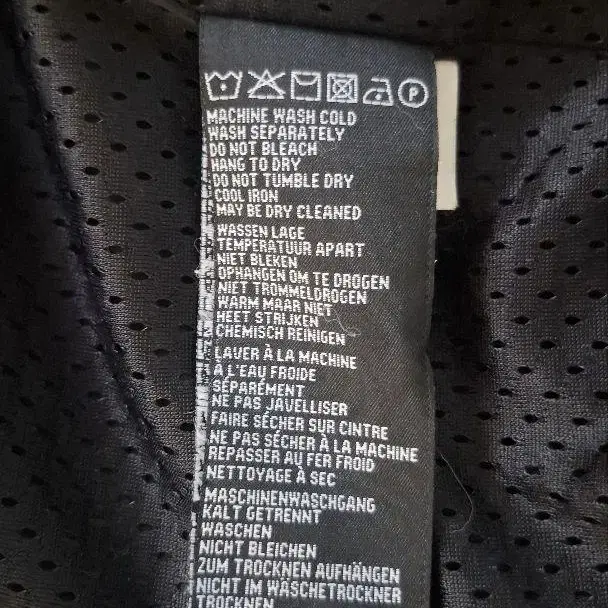 P
MACHINE WASH COLD
WASH SEPARATELY
DO NOT BLEACH
HANG TO DRY
DO NOT TUMBLE DRY
COOL IRON
MAY BE DRY CLEANED
WASSEN LAGE
TEMPERATUUR APART
NIET BLEKEN
OPHANGEN OM TE DROGEN
NIET TROMMELDROGEN
WARM MAAR NIET
HEET STRIJKEN
CHEMISCH REINIGEN
LAVER À LA MACHINE
À L'EAU FROIDE
SÉPARÉMENT
NE PAS JAVELLISER
FAIRE SÉCHER SUR CINTRE
NE PAS SÉCHER À LA MACHINE
REPASSER AU FER FROID
NETTOYAGE À SEC
MASCHINENWASCHGANG
KALT GETRENNT
WASCHEN
NICHT BLEICHEN
ZUM TROCKNEN AUFHÄNGEN
NICHT IM WÄSCHETROCKNER
TROCKNEN